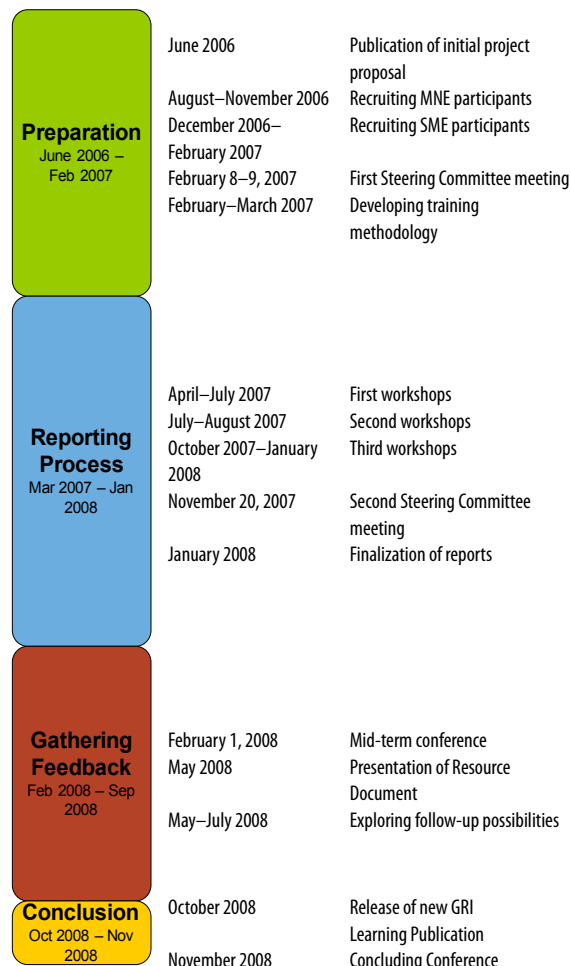 Preparation
June 2006 –
Feb 2007
June 2006 Publication of initial project
proposal
August–November 2006 Recruiting MNE participants
December 2006– Recruiting SME participants
February 2007
February 8–9, 2007 First Steering Committee meeting
February–March 2007 Developing training
methodology
Reporting
Process
Mar 2007 – Jan
2008
April–July 2007 First workshops
July–August 2007 Second workshops
October 2007–January Third workshops
2008
November 20, 2007 Second Steering Committee
meeting
January 2008 Finalization of reports
Gathering
Feedback
Feb 2008 – Sep
2008
February 1, 2008 Mid-term conference
May 2008 Presentation of Resource
Document
May–July 2008 Exploring follow-up possibilities
Conclusion
Oct 2008 – Nov
2008
October 2008 Release of new GRI
Learning Publication
November 2008 Concluding Conference